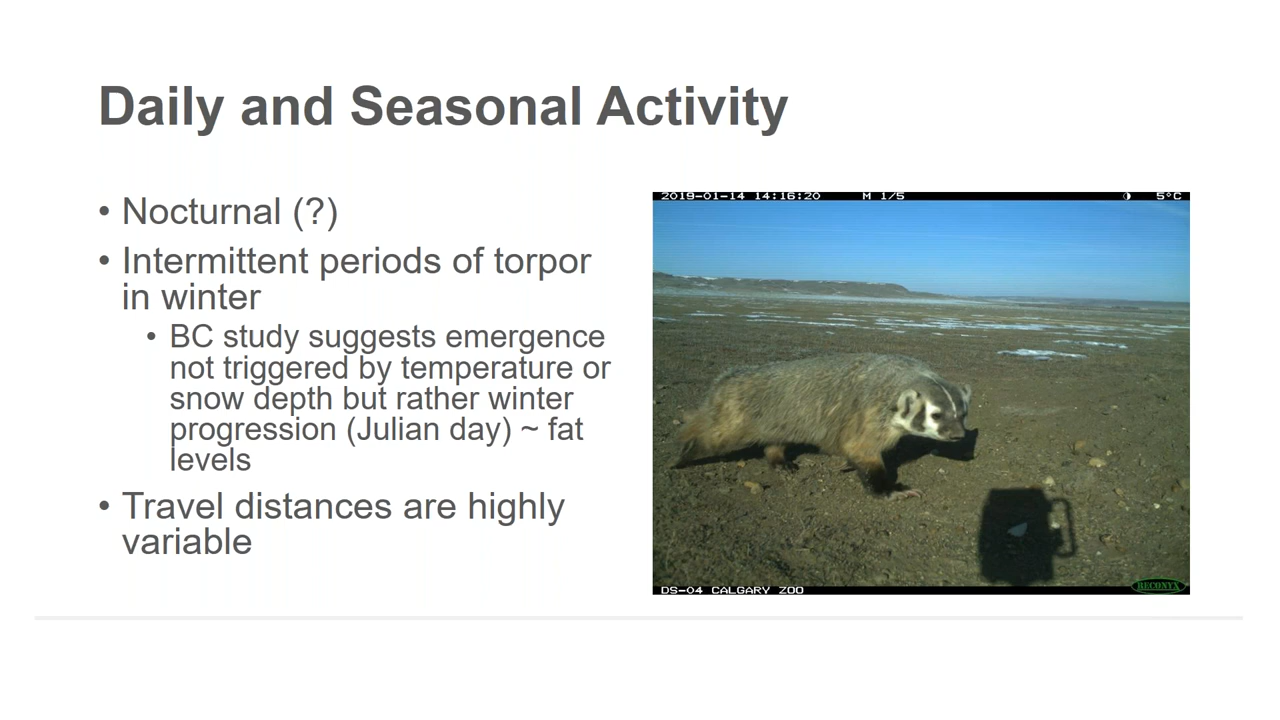 Daily and Seasonal Activity
• Nocturnal (?)
• Intermittent periods of torpor
in winter
• BC study suggests emergence
not triggered by temperature or
snow depth but rather winter
progression (Julian day) ~ fat
levels
• Travel distances are highly
variable
2019-01-14 14:16:20 M 1/5 5°C
DS-04 CALGARY ZOO
RECONYX